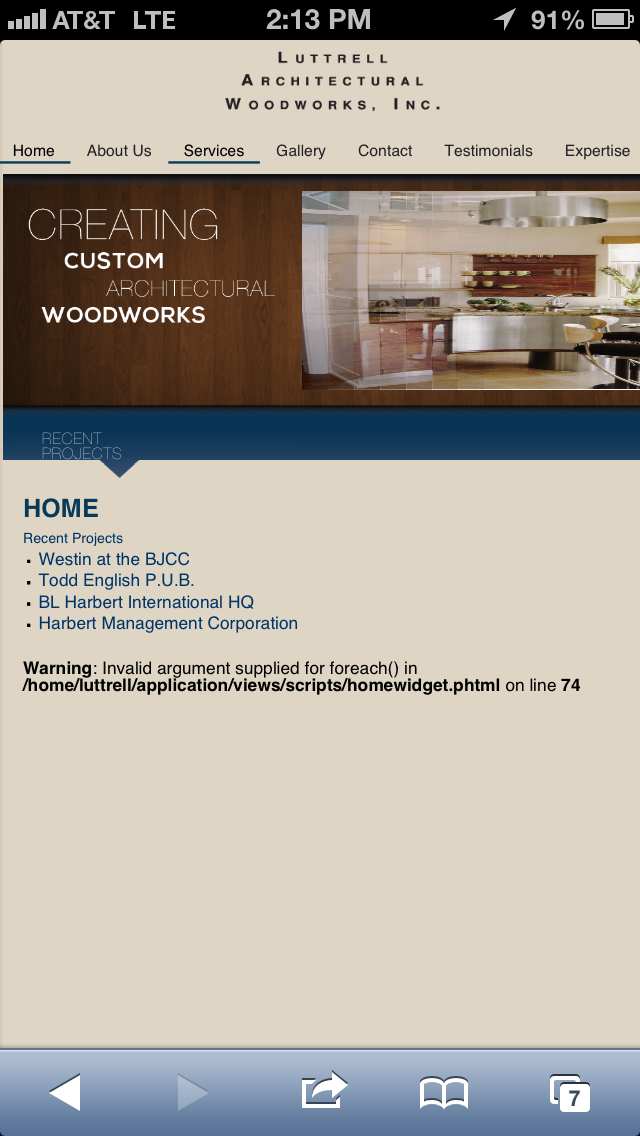 AT&T LTE 2:13 PM 91%
LUTTRELL
ARCHITECTURAL
WOODWORKS, INC.
Home About Us Services Gallery Contact Testimonials Expertise
CREATING
CUSTOM
ARCHITECTURAL
WOODWORKS
RECENT
PROJECTS
HOME
Recent Projects
Westin at the BJCC
Todd English P.U.B.
BL Harbert International HQ
Harbert Management Corporation
Warning: Invalid argument supplied for foreach() in
/home/luttrell/application/views/scripts/homewidget.phtml on line 74
7